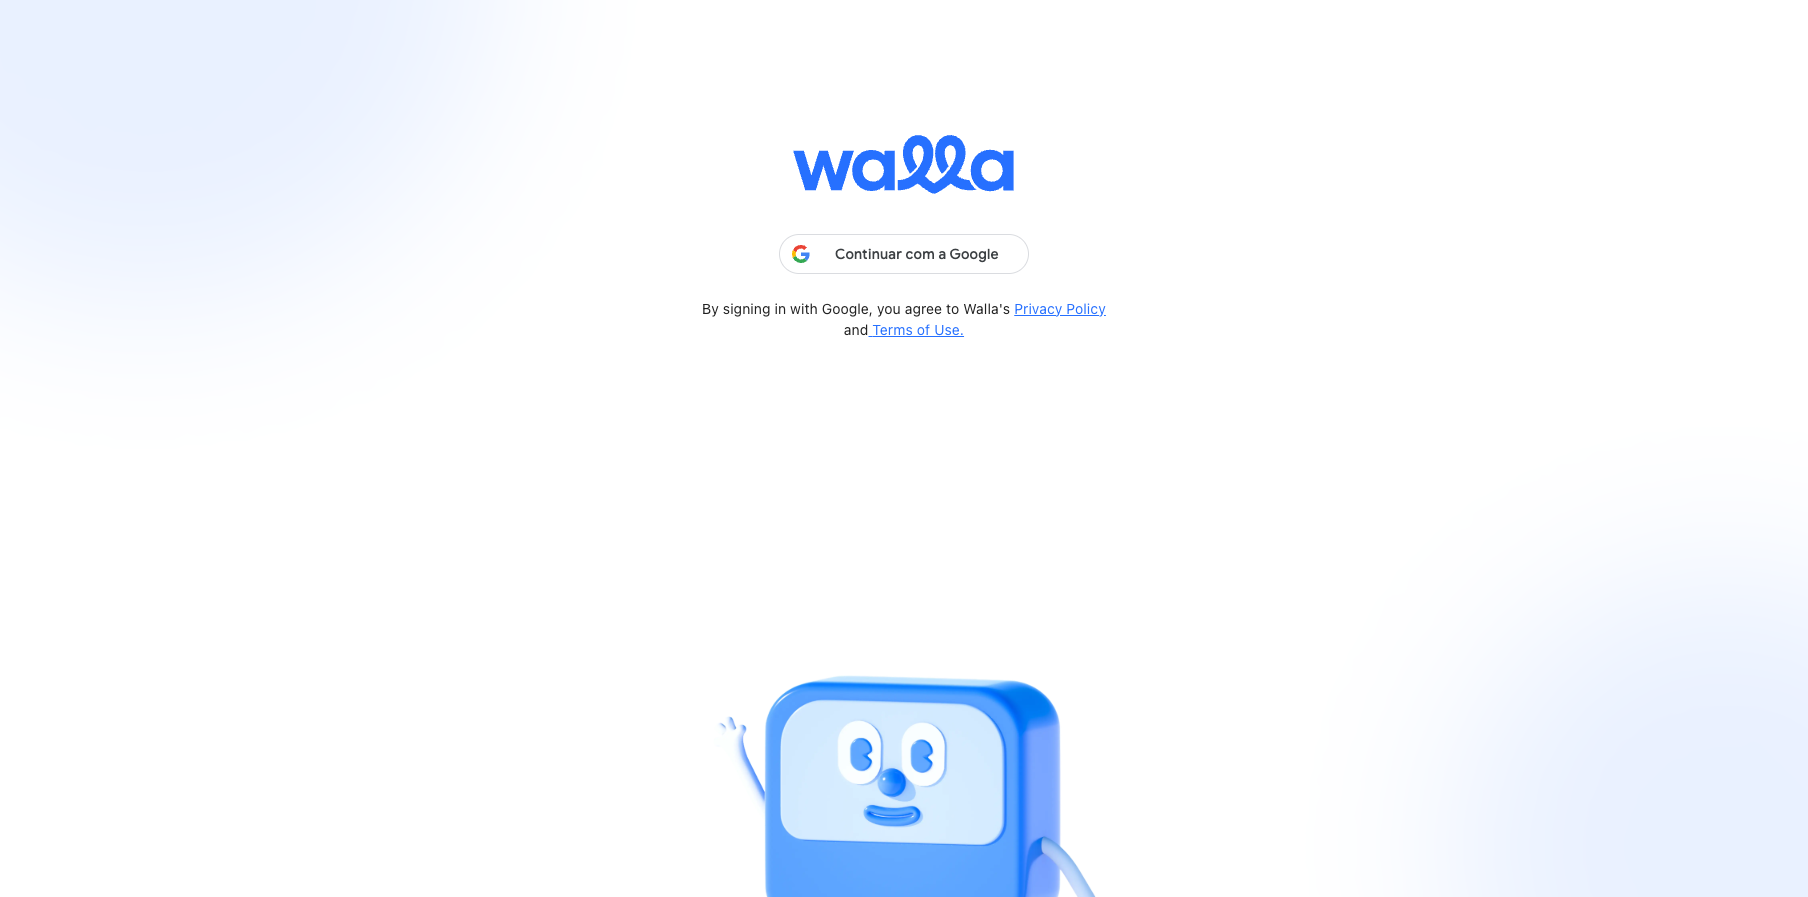 walla
Continuar com a Google
By signing in with Google, you agree to Walla's Privacy Policy
and Terms of Use.